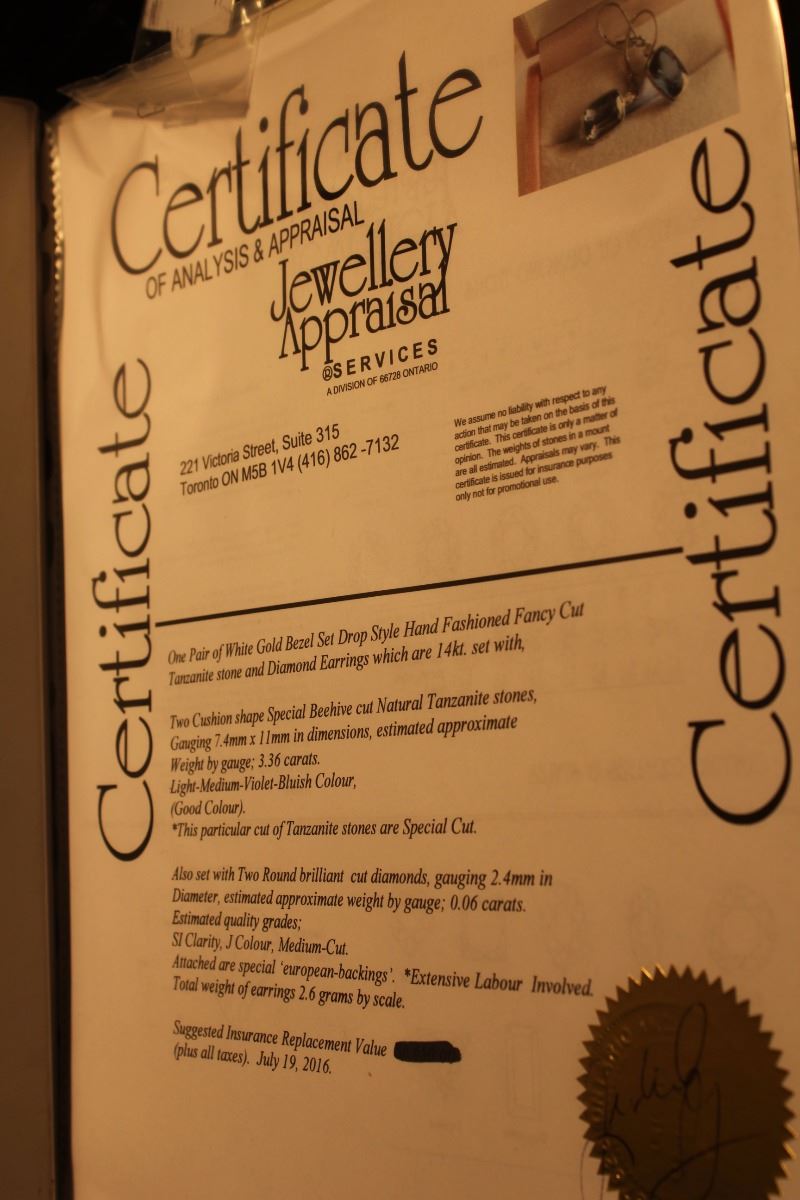 Certificate
OF ANALYSIS & APPRAISAL
Jewellery
Appraisal
®SERVICES
A DIVISION OF 66728 ONTARIO
221 Victoria Street, Suite 315
Toronto ON M5B 1V4 (416) 862 -7132
We assume no liability with respect to any
action that may be taken on the basis of this
certificate. This certificate is only a matter of
opinion. The weights of stones in a mount
are all estimated. Appraisals may vary. This
certificate is issued for insurance purposes
only not for promotional use.
Certificate
Certificate
One Pair of White Gold Bezel Set Drop Style Hand Fashioned Fancy Cut
Tanzanite stone and Diamond Earrings which are 14kt. set with,
Two Cushion shape Special Beehive cut Natural Tanzanite stones,
Gauging 7.4mm x 11mm in dimensions, estimated approximate
Weight by gauge; 3.36 carats.
Light-Medium-Violet-Bluish Colour,
(Good Colour).
*This particular cut of Tanzanite stones are Special Cut.
Also set with Two Round brilliant cut diamonds, gauging 2.4mm in
Diameter, estimated approximate weight by gauge; 0.06 carats.
Estimated quality grades;
SI Clarity, J Colour, Medium-Cut.
Attached are special 'european-backings'. *Extensive Labour Involved.
Total weight of earrings 2.6 grams by scale.
Suggested Insurance Replacement Value
(plus all taxes). July 19, 2016.